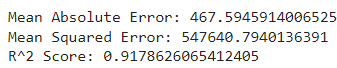 Mean Absolute Error: 467.5945914006525
Mean Squared Error: 547640.7940136391
R^2 Score: 0.9178626065412405